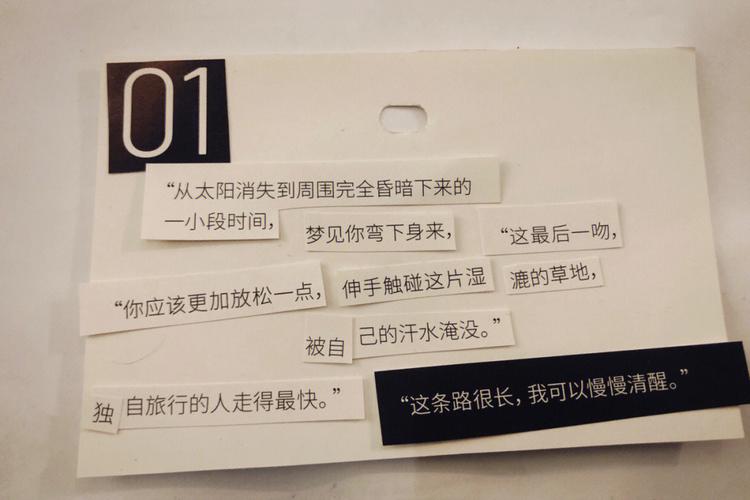 01
“从太阳消失到周围完全昏暗下来的
一小段时间，
梦见你弯下身来，
“这最后一吻，
“你应该更加放松一点，
伸手触碰这片湿
漉的草地，
被自
己的汗水淹没。”
独
自旅行的人走得最快。”
“这条路很长，我可以慢慢清醒。”